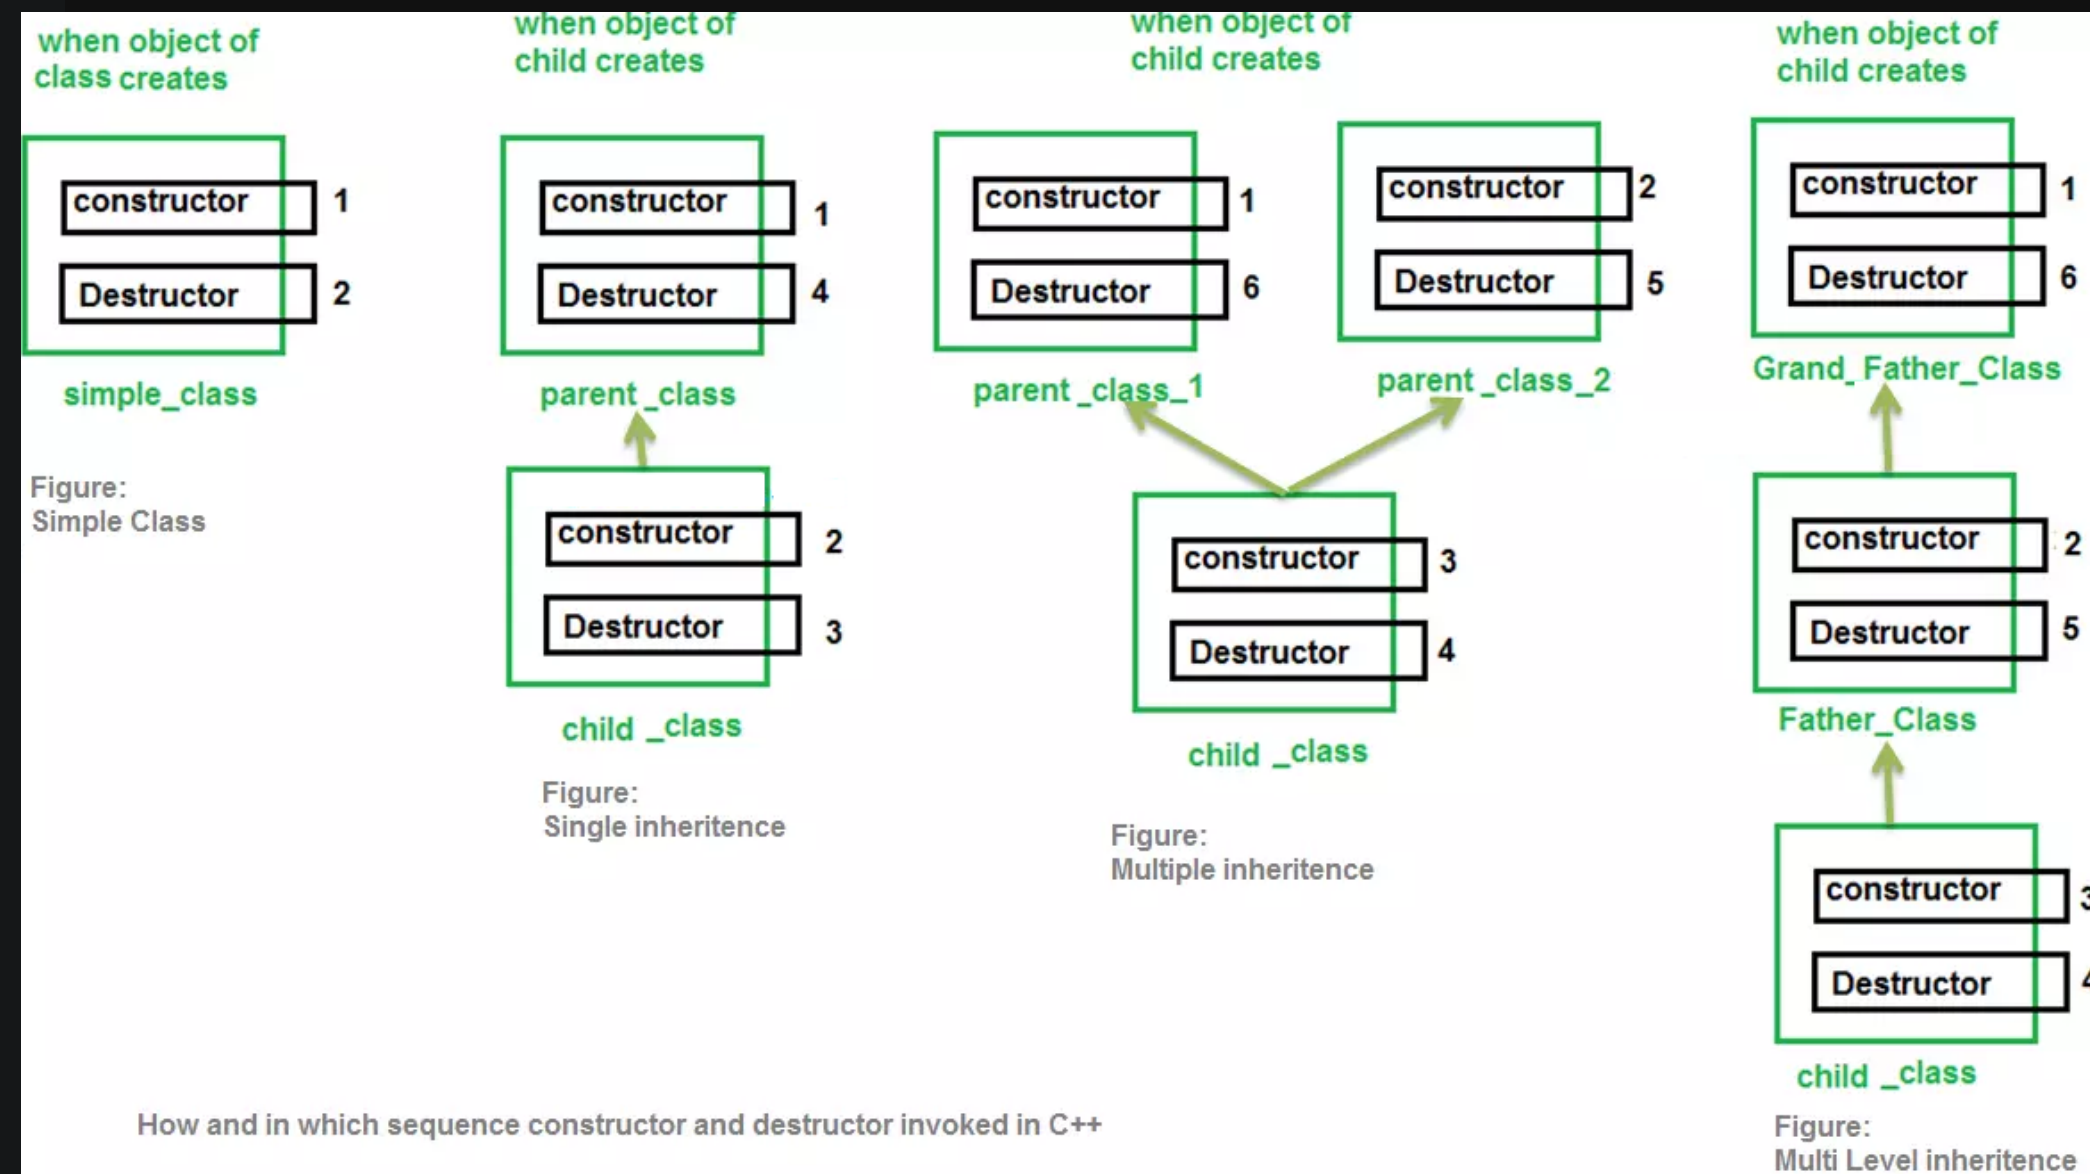 when object of
class creates
constructor 1
Destructor 2
simple_class
Figure:
Simple Class
when object of
child creates
constructor 1
Destructor 4
parent _class
constructor 2
Destructor 3
child _class
Figure:
Single inheritence
when object of
child creates
constructor 1
Destructor 6
parent _class_1
constructor 2
Destructor 5
parent _class_2
constructor 3
Destructor 4
child _class
Figure:
Multiple inheritence
when object of
child creates
constructor 1
Destructor 6
Grand_ Father_Class
constructor 2
Destructor 5
Father_Class
constructor 3
Destructor 4
child _class
Figure:
Multi Level inheritence
How and in which sequence constructor and destructor invoked in C++